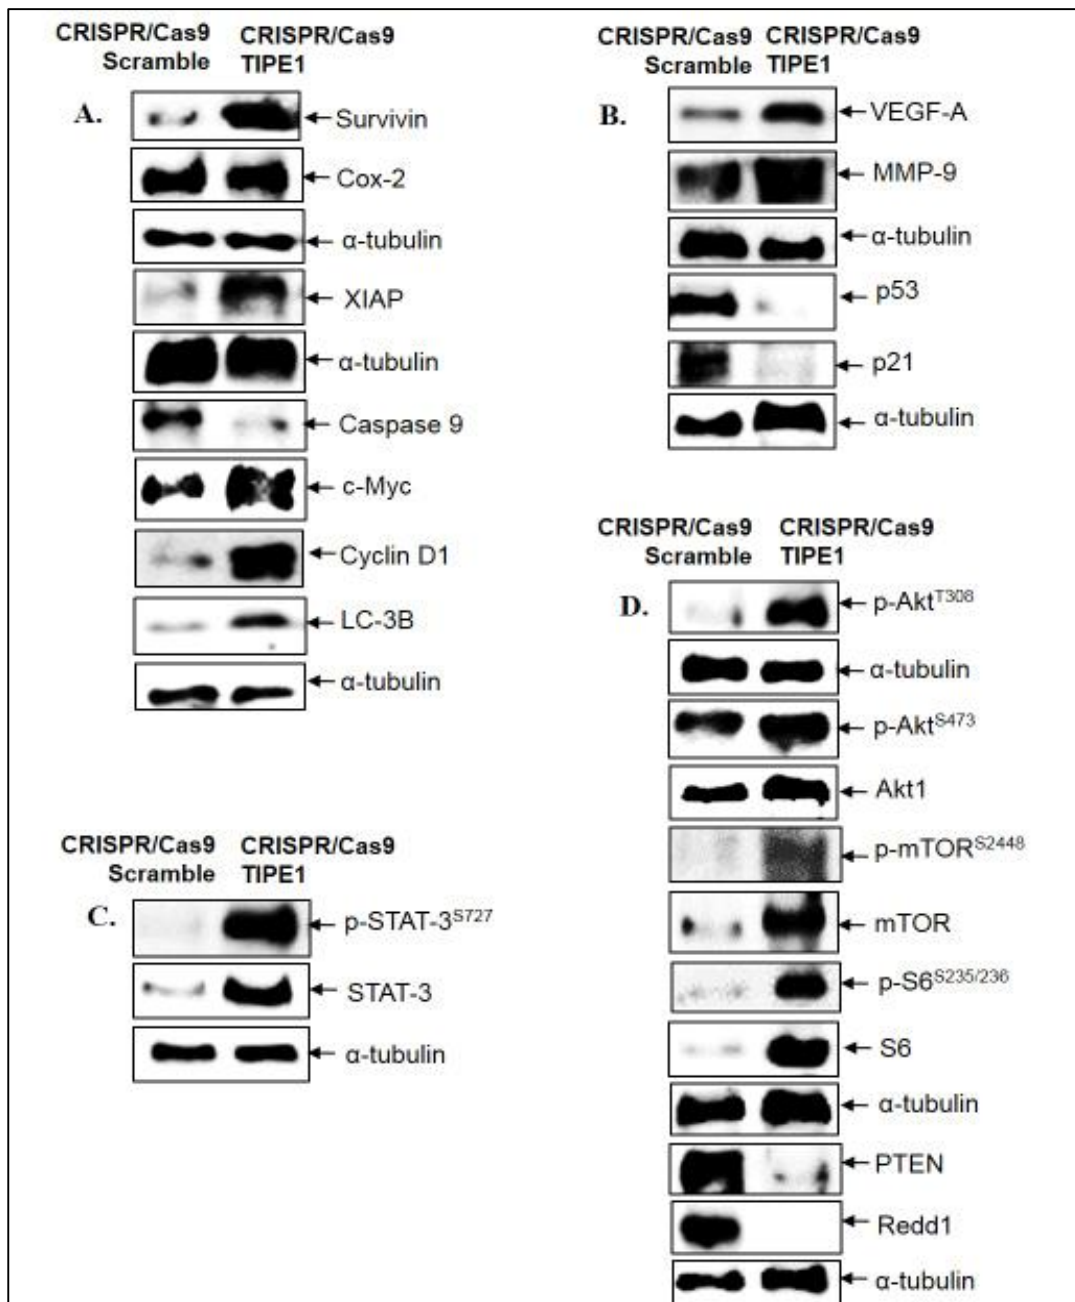 CRISPR/Cas9 CRISPR/Cas9
Scramble TIPE1
A.
Survivin
Cox-2
α-tubulin
XIAP
α-tubulin
Caspase 9
c-Myc
Cyclin D1
LC-3B
α-tubulin
CRISPR/Cas9 CRISPR/Cas9
Scramble TIPE1
B.
VEGF-A
MMP-9
α-tubulin
p53
p21
α-tubulin
CRISPR/Cas9 CRISPR/Cas9
Scramble TIPE1
C.
p-STAT-3S727
STAT-3
α-tubulin
CRISPR/Cas9 CRISPR/Cas9
Scramble TIPE1
D.
p-AktT308
α-tubulin
p-AktS473
Akt1
p-mTORS2448
mTOR
p-S6S235/236
S6
α-tubulin
PTEN
Redd1
α-tubulin